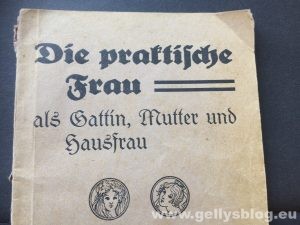 Die praktische
Frau
als Gattin, Mutter und
Hausfrau
www.gellysblog.eu